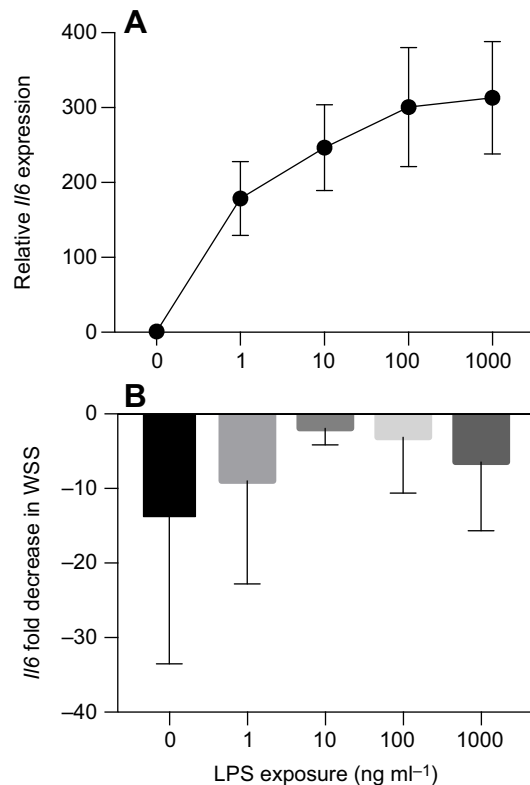 A
400
300
200
100
0
Relative Il6 expression
0 1 10 100 1000
B
0
–10
–20
–30
–40
Il6 fold decrease in WSS
0 1 10 100 1000
LPS exposure (ng ml–1)